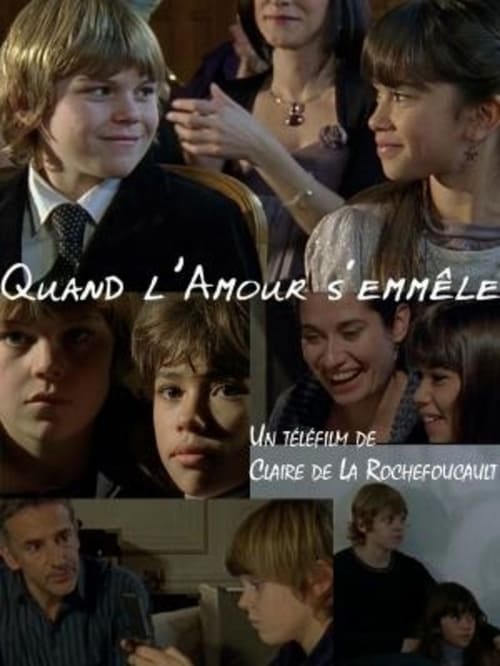 Quand l'Amour s'emmêle
Un téléfilm de
Claire de La Rochefoucault